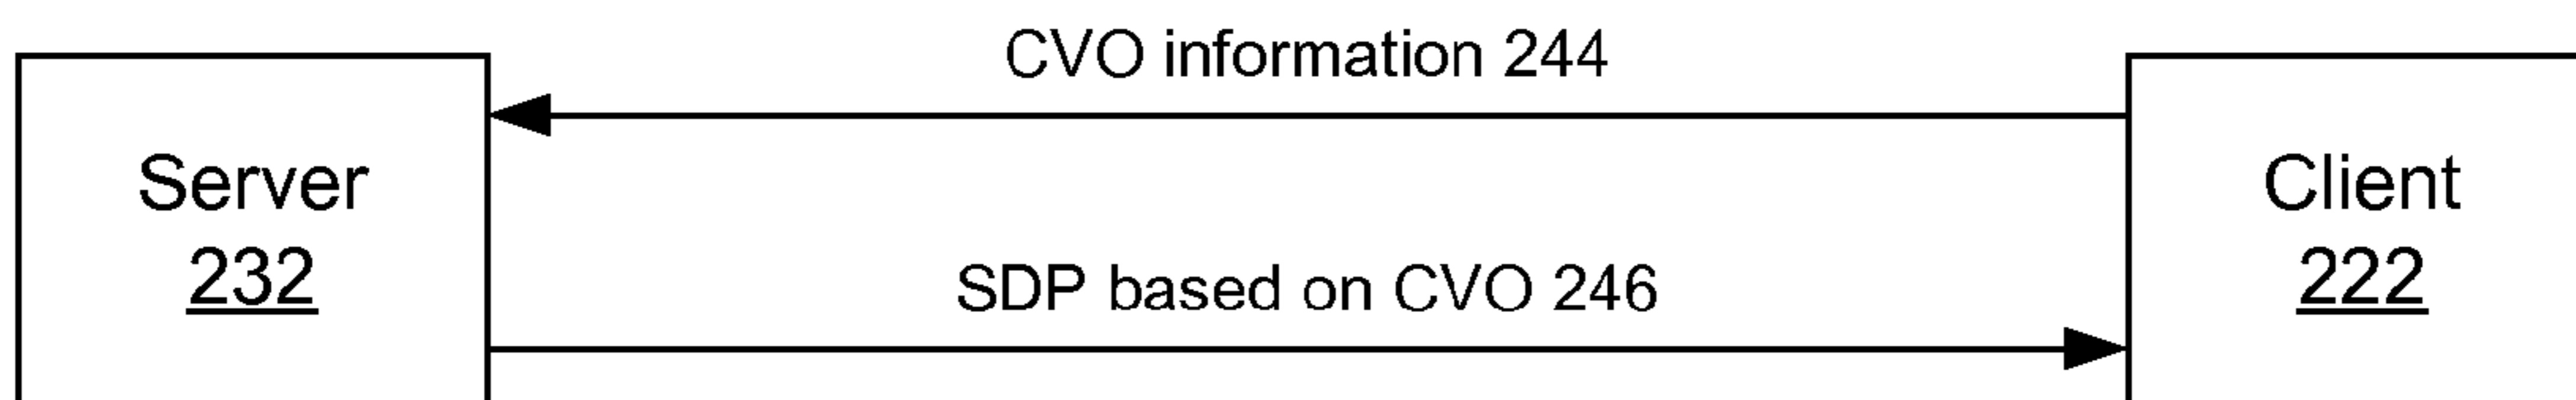 CVO information 244
Server
232
Client
222
SDP based on CVO 246